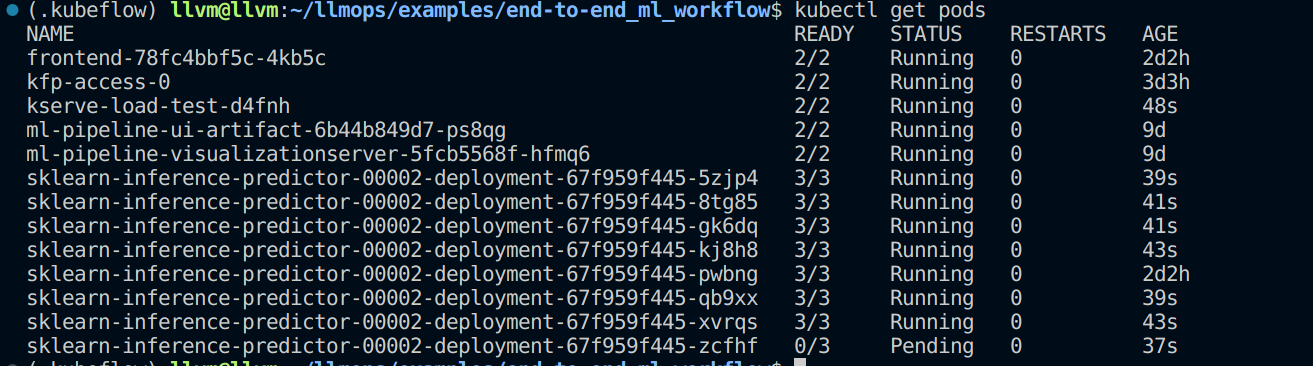 (.kubeflow) llvm@llvm:~/llmops/examples/end-to-end_ml_workflow$ kubectl get pods
NAME READY STATUS RESTARTS AGE
frontend-78fc4bbf5c-4kb5c 2/2 Running 0 2d2h
kfp-access-0 2/2 Running 0 3d3h
kserve-load-test-d4fnh 2/2 Running 0 48s
ml-pipeline-ui-artifact-6b44b849d7-ps8qg 2/2 Running 0 9d
ml-pipeline-visualizationserver-5fcb5568f-hfmq6 2/2 Running 0 9d
sklearn-inference-predictor-00002-deployment-67f959f445-5zjp4 3/3 Running 0 39s
sklearn-inference-predictor-00002-deployment-67f959f445-8tg85 3/3 Running 0 41s
sklearn-inference-predictor-00002-deployment-67f959f445-gk6dq 3/3 Running 0 41s
sklearn-inference-predictor-00002-deployment-67f959f445-kj8h8 3/3 Running 0 43s
sklearn-inference-predictor-00002-deployment-67f959f445-pwbng 3/3 Running 0 2d2h
sklearn-inference-predictor-00002-deployment-67f959f445-qb9xx 3/3 Running 0 39s
sklearn-inference-predictor-00002-deployment-67f959f445-xvrqs 3/3 Running 0 43s
sklearn-inference-predictor-00002-deployment-67f959f445-zcfhf 0/3 Pending 0 37s
(.kubeflow) llvm@llvm:~/llmops/examples/end-to-end_ml_workflow$